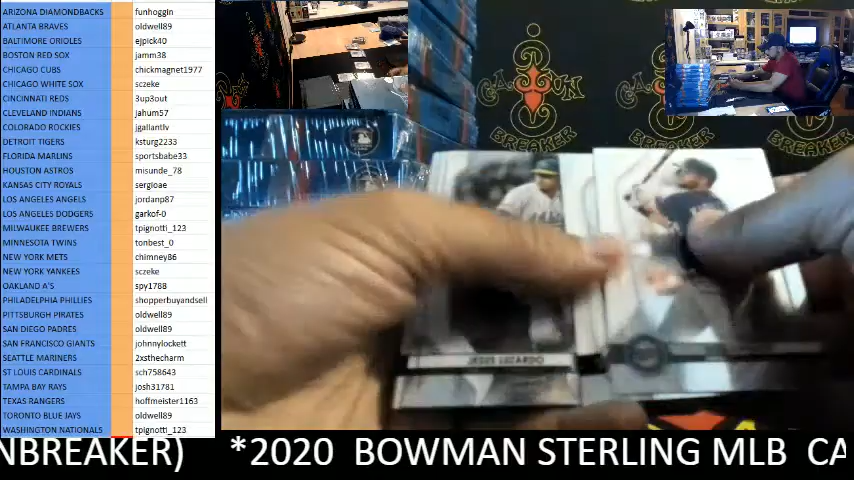 ARIZONA DIAMONDBACKS funhoggin
ATLANTA BRAVES oldwell89
BALTIMORE ORIOLES ejpick40
BOSTON RED SOX jamm38
CHICAGO CUBS chickmagnet1977
CHICAGO WHITE SOX sczeke
CINCINNATI REDS 3up3out
CLEVELAND INDIANS jahum57
COLORADO ROCKIES jgallantlv
DETROIT TIGERS ksturg2233
FLORIDA MARLINS sportsbabe33
HOUSTON ASTROS misunde_78
KANSAS CITY ROYALS sergioae
LOS ANGELES ANGELS jordanp87
LOS ANGELES DODGERS garkof-0
MILWAUKEE BREWERS tpignotti_123
MINNESOTA TWINS tonbest_0
NEW YORK METS chimney86
NEW YORK YANKEES sczeke
OAKLAND A'S spy1788
PHILADELPHIA PHILLIES shopperbuyandsell
PITTSBURGH PIRATES oldwell89
SAN DIEGO PADRES oldwell89
SAN FRANCISCO GIANTS johnnylockett
SEATTLE MARINERS 2xsthecharm
ST LOUIS CARDINALS sch758643
TAMPA BAY RAYS josh31781
TEXAS RANGERS hoffmeister1163
TORONTO BLUE JAYS oldwell89
WASHINGTON NATIONALS tpignotti_123
CAJUN
BREAKER
BREAKER
JESUS LUZARDO
NBREAKER) *2020 BOWMAN STERLING MLB CA